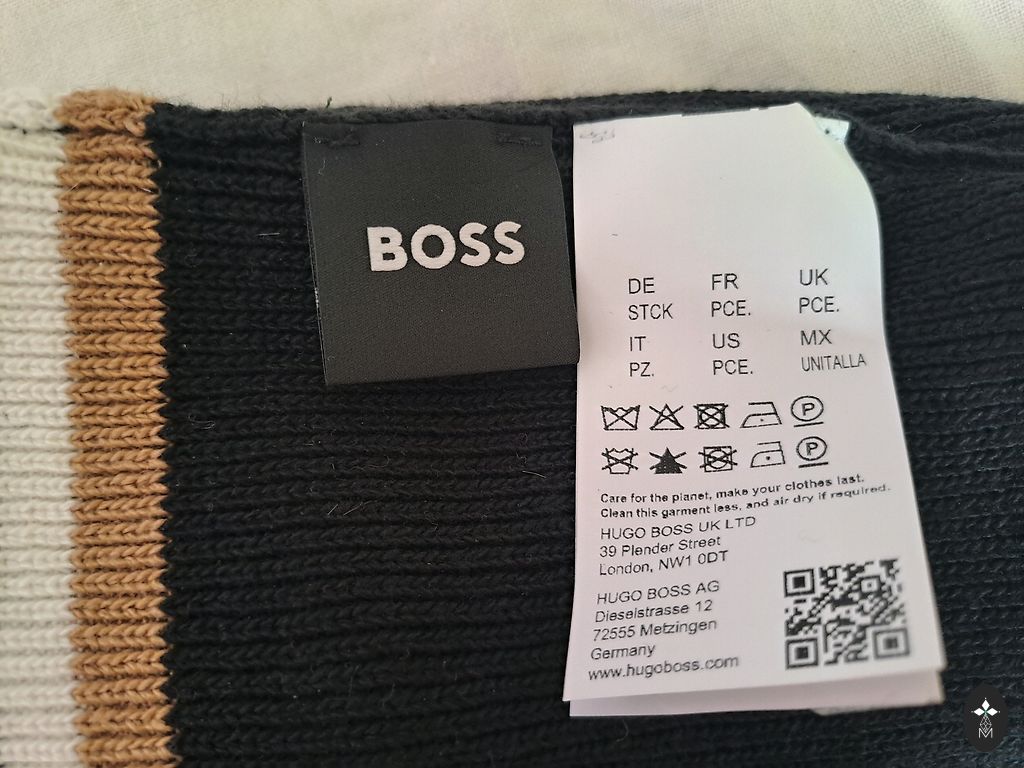 BOSS
DE FR UK
STCK PCE. PCE.
IT US MX
PZ. PCE. UNITALLA
P
P
Care for the planet, make your clothes last.
Clean this garment less, and air dry if required.
HUGO BOSS UK LTD
39 Plender Street
London, NW1 0DT
HUGO BOSS AG
Dieselstrasse 12
72555 Metzingen
Germany
www.hugoboss.com
M